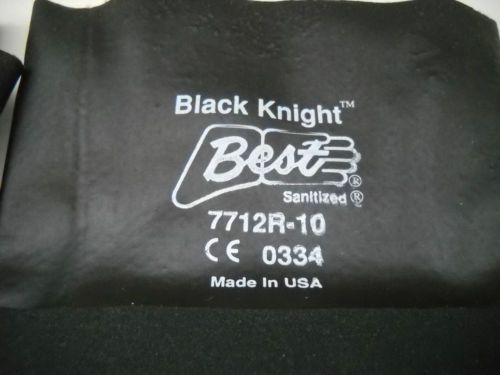 Black Knight™
Best®
Sanitized®
7712R-10
CE 0334
Made In USA